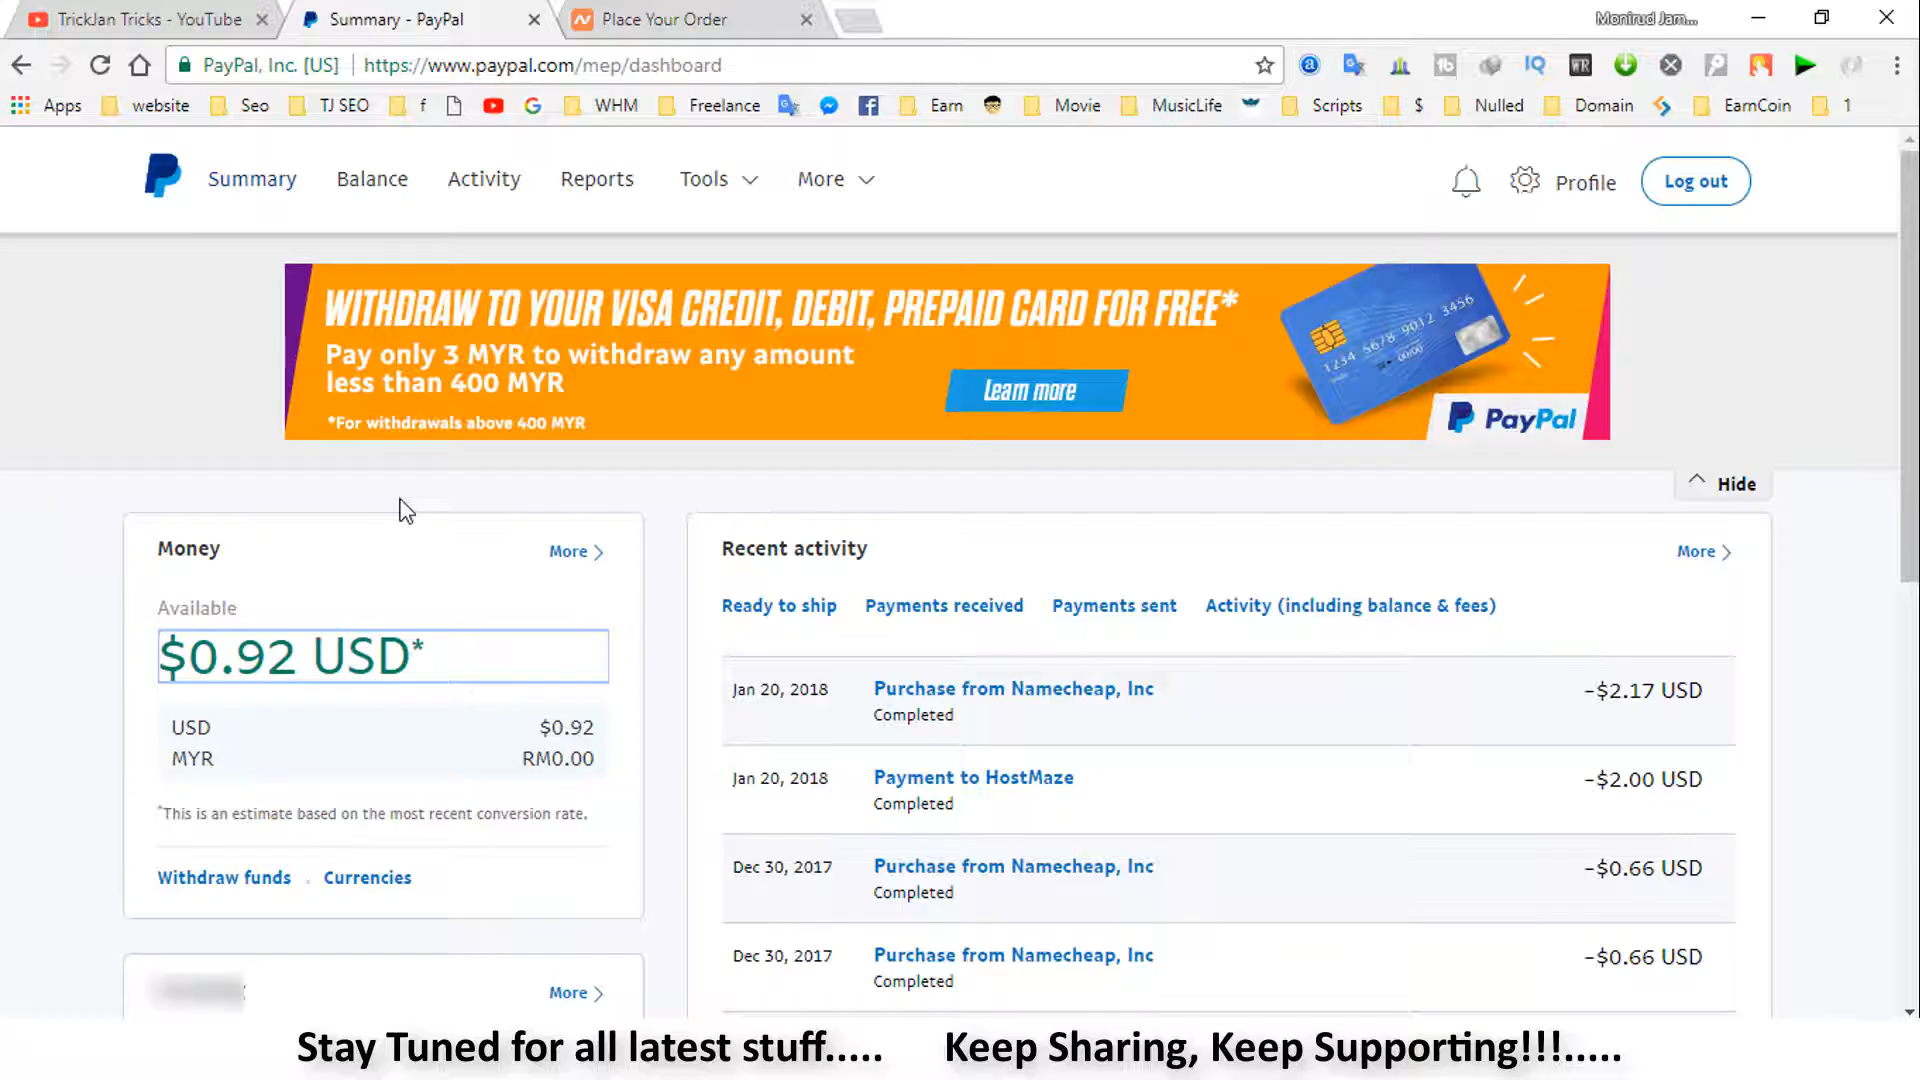 TrickJan Tricks - YouTube
Summary - PayPal
Place Your Order
Monirud Jam...
PayPal, Inc. [US]
https://www.paypal.com/mep/dashboard
Apps
website
Seo
TJ SEO
f
WHM
Freelance
Earn
Movie
MusicLife
Scripts
$
Nulled
Domain
EarnCoin
1
Summary
Balance
Activity
Reports
Tools
More
Profile
Log out
WITHDRAW TO YOUR VISA CREDIT, DEBIT, PREPAID CARD FOR FREE*
Pay only 3 MYR to withdraw any amount
less than 400 MYR
*For withdrawals above 400 MYR
Learn more
1234 5678 9012 3456
00/00
PayPal
Hide
Money
More
Available
$0.92 USD*
USD $0.92
MYR RM0.00
*This is an estimate based on the most recent conversion rate.
Withdraw funds . Currencies
More
Recent activity
More
Ready to ship
Payments received
Payments sent
Activity (including balance & fees)
Jan 20, 2018 Purchase from Namecheap, Inc -$2.17 USD
Completed
Jan 20, 2018 Payment to HostMaze -$2.00 USD
Completed
Dec 30, 2017 Purchase from Namecheap, Inc -$0.66 USD
Completed
Dec 30, 2017 Purchase from Namecheap, Inc -$0.66 USD
Completed
Stay Tuned for all latest stuff..... Keep Sharing, Keep Supporting!!!.....